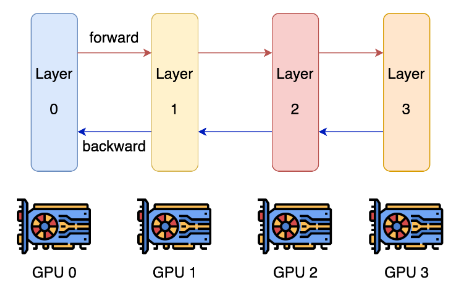 forward
Layer
0
Layer
1
Layer
2
Layer
3
backward
GPU 0
GPU 1
GPU 2
GPU 3